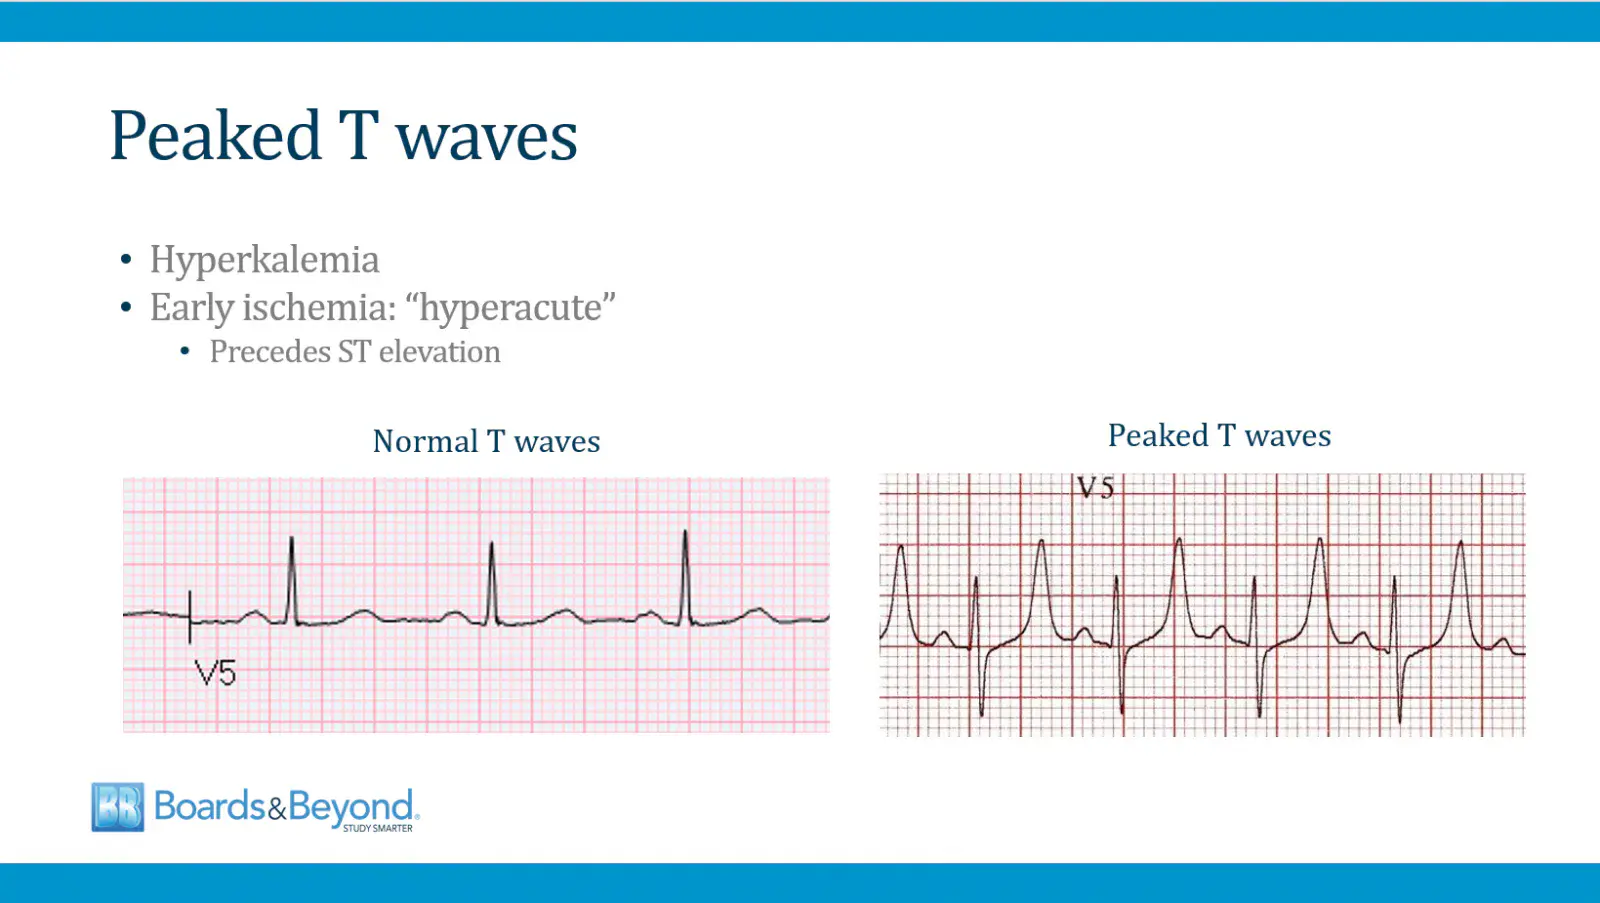 Peaked T waves
• Hyperkalemia
• Early ischemia: “hyperacute”
• Precedes ST elevation
Normal T waves
V5
Peaked T waves
V5
BB Boards&Beyond®
STUDY SMARTER